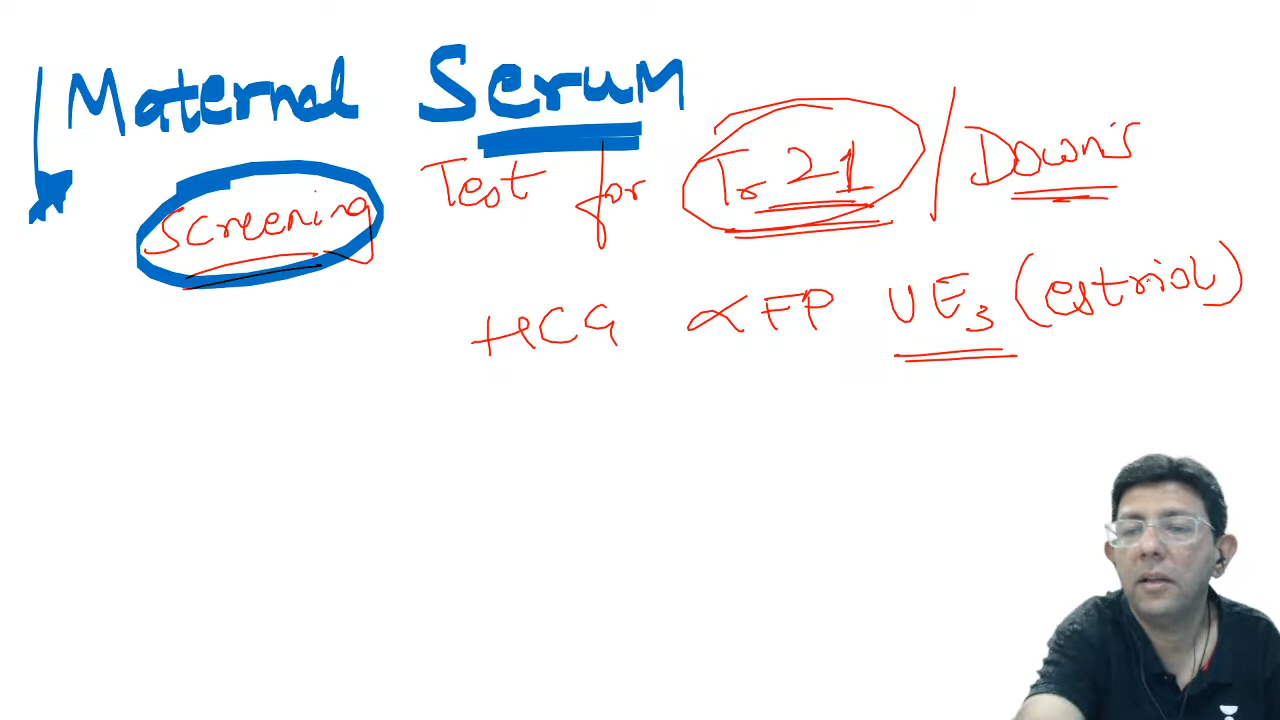 Maternal Serum
Screening Test for Tr 21 / Down's
HCG αFP UE₃ (estriol)